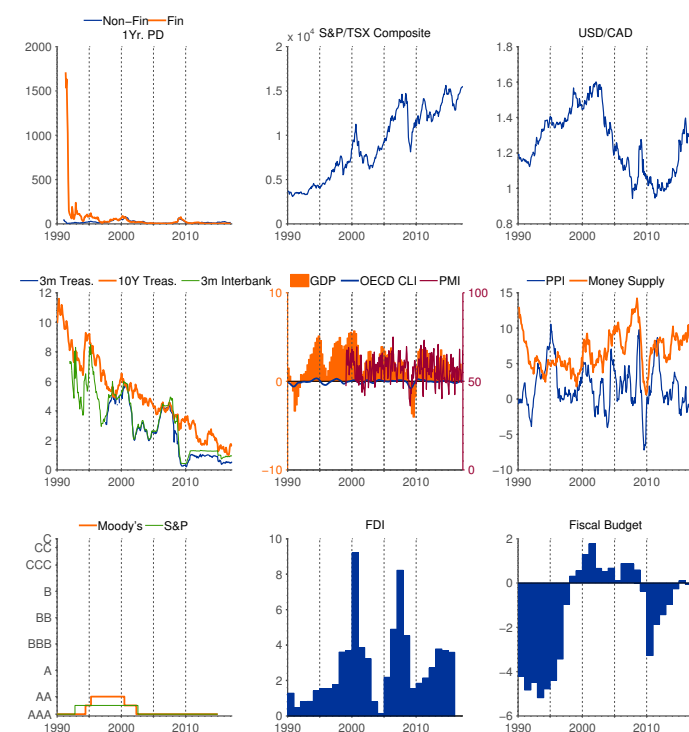 Non−Fin Fin
1Yr. PD
2000
1500
1000
500
0
1990 2000 2010
S&P/TSX Composite
2 x 10^4
1.5
1
0.5
0
1990 2000 2010
USD/CAD
1.8
1.6
1.4
1.2
1
0.8
1990 2000 2010
3m Treas. 10Y Treas. 3m Interbank
12
10
8
6
4
2
0
1990 2000 2010
GDP OECD CLI PMI
10 100
0 50
−10 0
1990 2000 2010
PPI Money Supply
15
10
5
0
−5
−10
1990 2000 2010
Moody's S&P
C
CC
CCC
B
BB
BBB
A
AA
AAA
1990 2000 2010
FDI
10
8
6
4
2
0
1990 2000 2010
Fiscal Budget
2
0
−2
−4
−6
1990 2000 2010